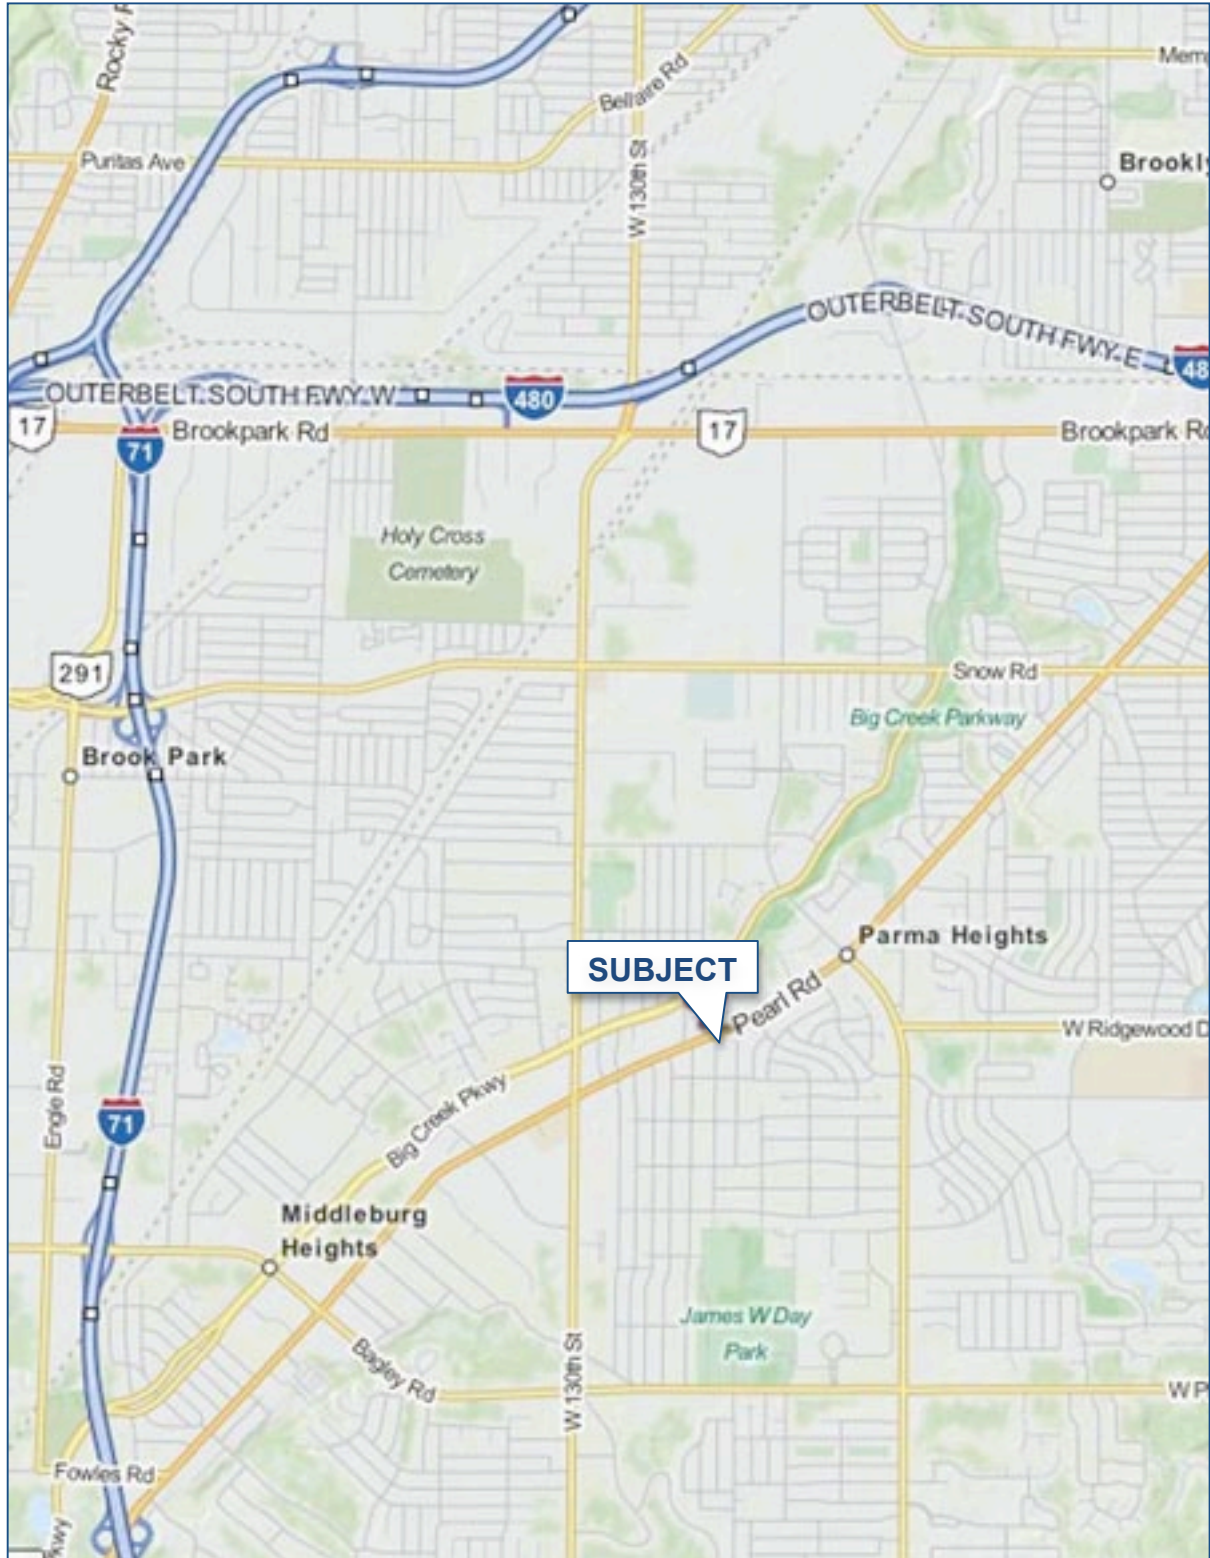 Rocky R
Bellaire Rd
Mem
Puritas Ave
W 130th St
Brookly
OUTERBELT SOUTH FWY E
OUTERBELT SOUTH FWY W
480
48
17
Brookpark Rd
17
Brookpark Rd
71
Holy Cross
Cemetery
291
Snow Rd
Big Creek Parkway
Brook Park
Parma Heights
SUBJECT
Pearl Rd
W Ridgewood D
Engle Rd
Big Creek Pkwy
71
Middleburg
Heights
James W Day
Park
Bagley Rd
W 130th St
W P
Fowles Rd
kwy